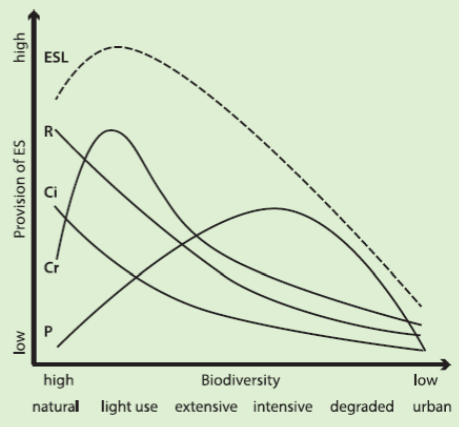 high
ESL
R
Provision of ES
Ci
Cr
P
low
high Biodiversity low
natural light use extensive intensive degraded urban